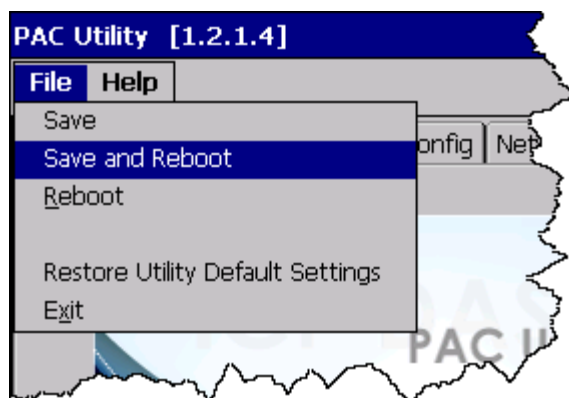 PAC Utility [1.2.1.4]
File Help
Save
Save and Reboot
onfig Net
Reboot
Restore Utility Default Settings
Exit
PAC U